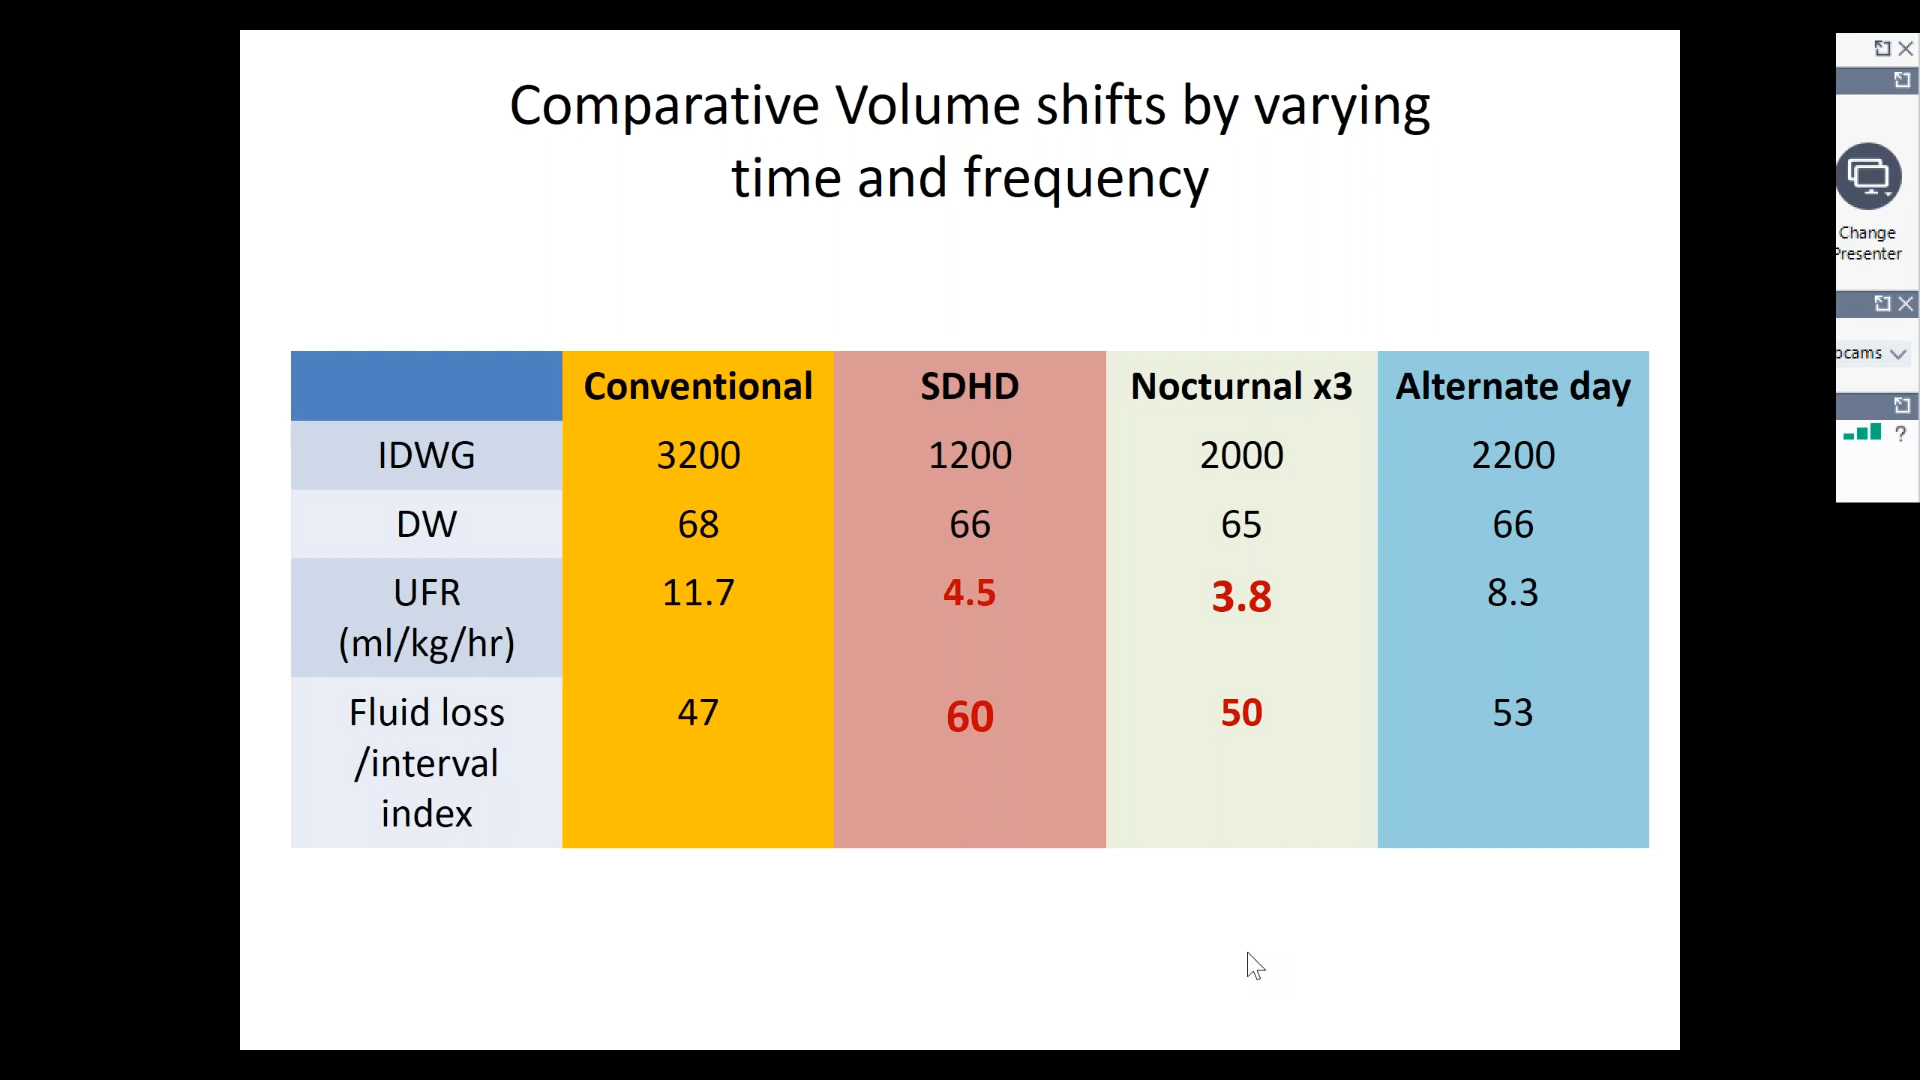 Comparative Volume shifts by varying
time and frequency
Conventional SDHD Nocturnal x3 Alternate day
IDWG 3200 1200 2000 2200
DW 68 66 65 66
UFR 11.7 4.5 3.8 8.3
(ml/kg/hr)
Fluid loss 47 60 50 53
/interval
index
Change
Presenter
?